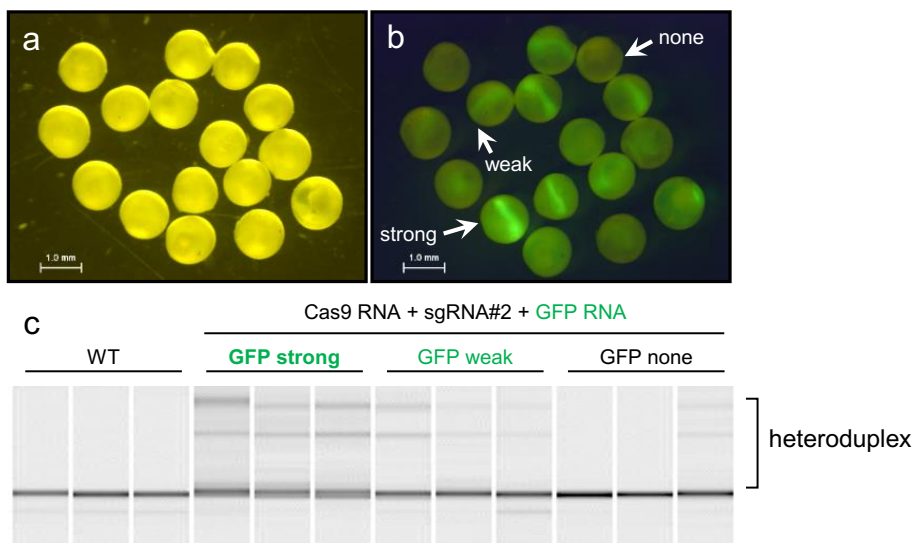 a
b
none
weak
strong
1.0 mm
1.0 mm
c
Cas9 RNA + sgRNA#2 + GFP RNA
WT
GFP strong
GFP weak
GFP none
heteroduplex